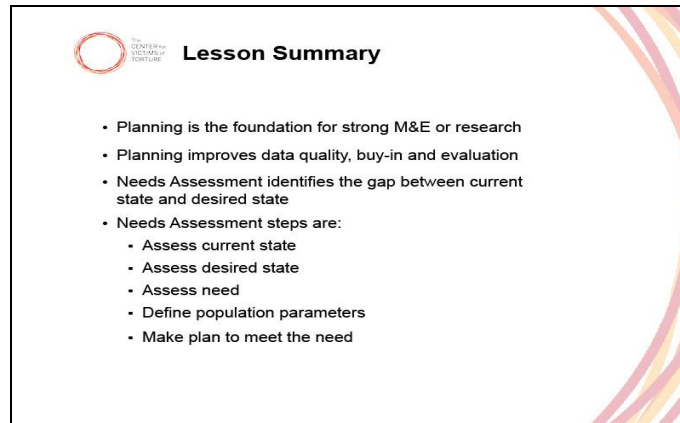 The
CENTER for
VICTIMS of
TORTURE
Lesson Summary
• Planning is the foundation for strong M&E or research
• Planning improves data quality, buy-in and evaluation
• Needs Assessment identifies the gap between current
state and desired state
• Needs Assessment steps are:
▪ Assess current state
▪ Assess desired state
▪ Assess need
▪ Define population parameters
▪ Make plan to meet the need